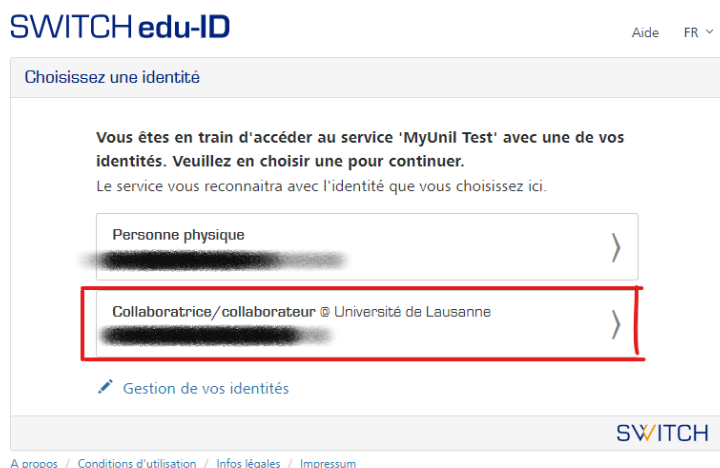 SWITCH edu-ID
Aide FR
Choisissez une identité
Vous êtes en train d'accéder au service 'MyUnil Test' avec une de vos
identités. Veuillez en choisir une pour continuer.
Le service vous reconnaitra avec l'identité que vous choisissez ici.
Personne physique
Collaboratrice/collaborateur @ Université de Lausanne
Gestion de vos identités
SWITCH
A propos / Conditions d'utilisation / Infos légales / Impressum